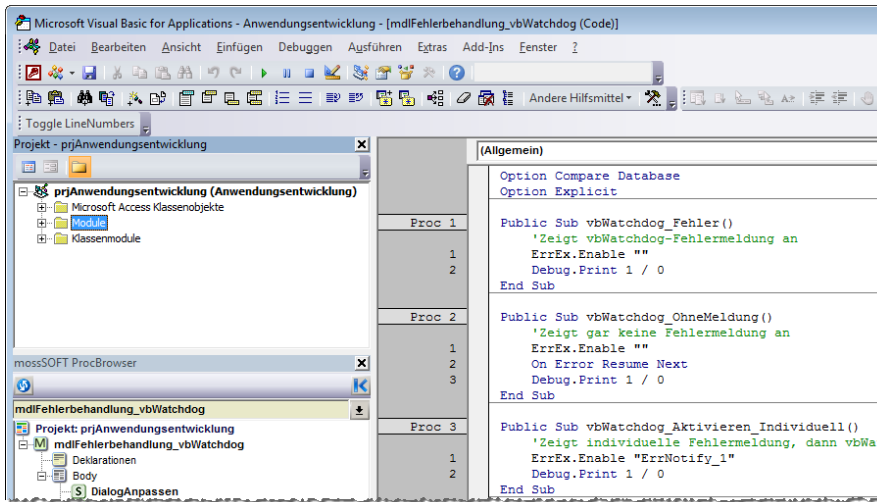 Microsoft Visual Basic for Applications - Anwendungsentwicklung - [mdlFehlerbehandlung_vbWatchdog (Code)]
Datei Bearbeiten Ansicht Einfügen Debuggen Ausführen Extras Add-Ins Fenster ?
Andere Hilfsmittel
Toggle LineNumbers
Projekt - prjAnwendungsentwicklung
prjAnwendungsentwicklung (Anwendungsentwicklung)
Microsoft Access Klassenobjekte
Module
Klassenmodule
mossSOFT ProcBrowser
mdlFehlerbehandlung_vbWatchdog
Projekt: prjAnwendungsentwicklung
M mdlFehlerbehandlung_vbWatchdog
Deklarationen
Body
S DialogAnpassen
(Allgemein)
Option Compare Database
Option Explicit
Proc 1 Public Sub vbWatchdog_Fehler()
'Zeigt vbWatchdog-Fehlermeldung an
1 ErrEx.Enable ""
2 Debug.Print 1 / 0
End Sub
Proc 2 Public Sub vbWatchdog_OhneMeldung()
'Zeigt gar keine Fehlermeldung an
1 ErrEx.Enable ""
2 On Error Resume Next
3 Debug.Print 1 / 0
End Sub
Proc 3 Public Sub vbWatchdog_Aktivieren_Individuell()
'Zeigt individuelle Fehlermeldung, dann vbWa
1 ErrEx.Enable "ErrNotify_1"
2 Debug.Print 1 / 0
End Sub